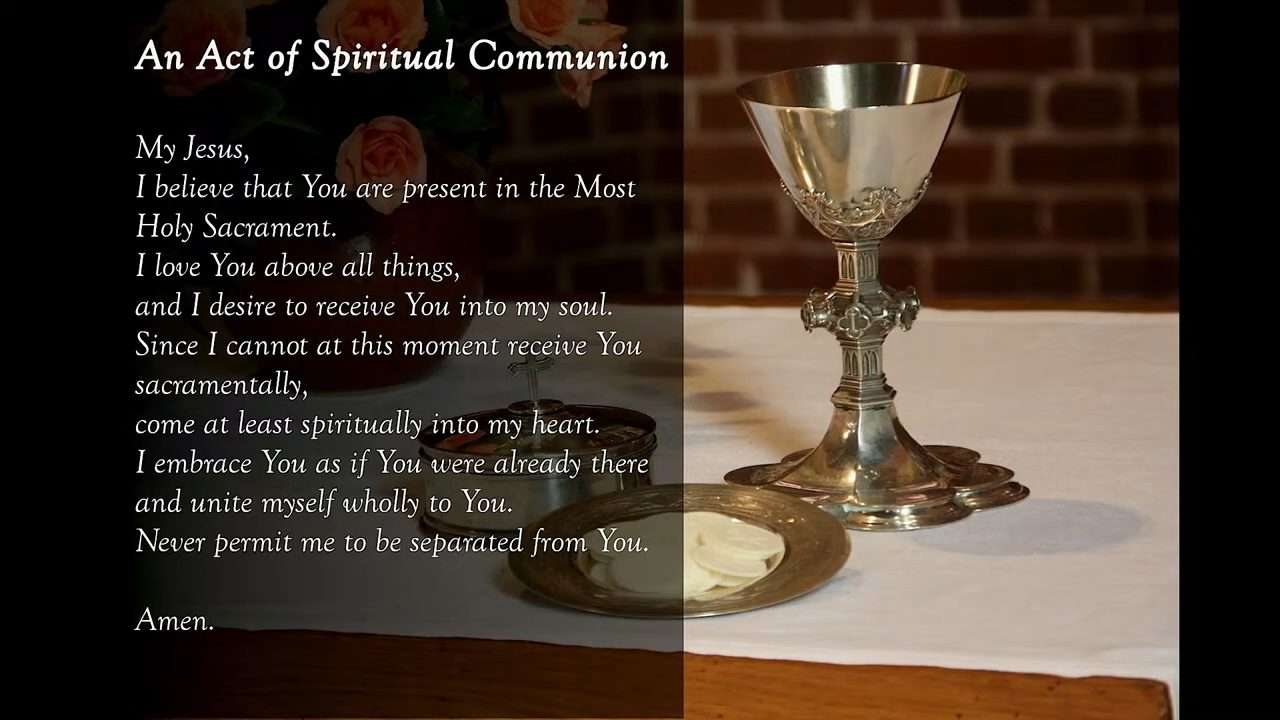 An Act of Spiritual Communion
My Jesus,
I believe that You are present in the Most
Holy Sacrament.
I love You above all things,
and I desire to receive You into my soul.
Since I cannot at this moment receive You
sacramentally,
come at least spiritually into my heart.
I embrace You as if You were already there
and unite myself wholly to You.
Never permit me to be separated from You.
Amen.